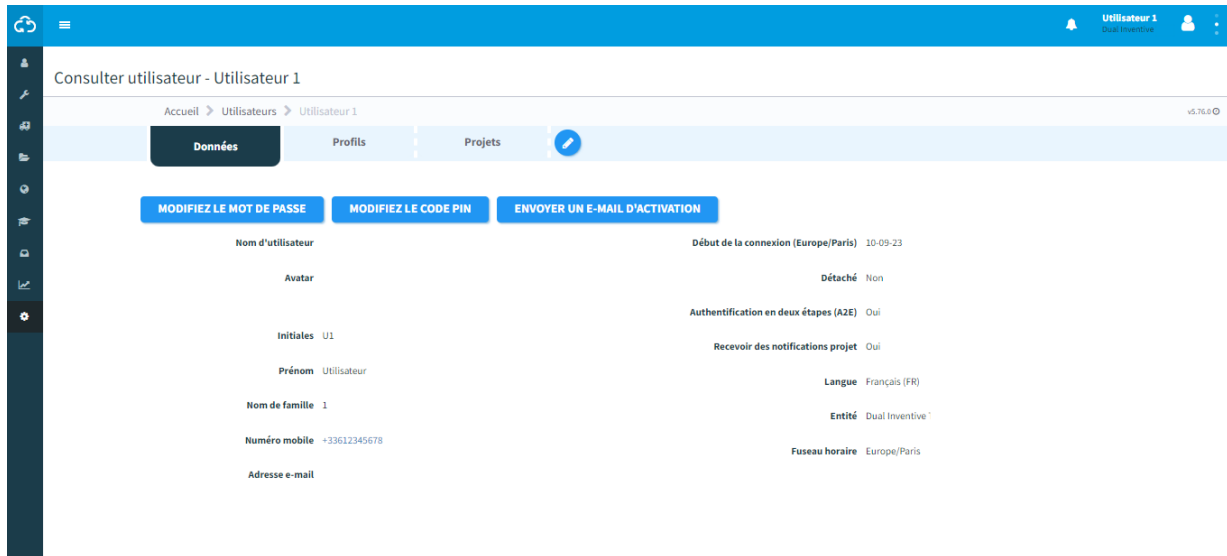 Utilisateur 1
Dual Inventive
Consulter utilisateur - Utilisateur 1
Accueil Utilisateurs Utilisateur 1
v5.76.0
Données Profils Projets
MODIFIEZ LE MOT DE PASSE MODIFIEZ LE CODE PIN ENVOYER UN E-MAIL D'ACTIVATION
Nom d'utilisateur
Avatar
Initiales U1
Prénom Utilisateur
Nom de famille 1
Numéro mobile +33612345678
Adresse e-mail
Début de la connexion (Europe/Paris) 10-09-23
Détaché Non
Authentification en deux étapes (A2E) Oui
Recevoir des notifications projet Oui
Langue Français (FR)
Entité Dual Inventive
Fuseau horaire Europe/Paris